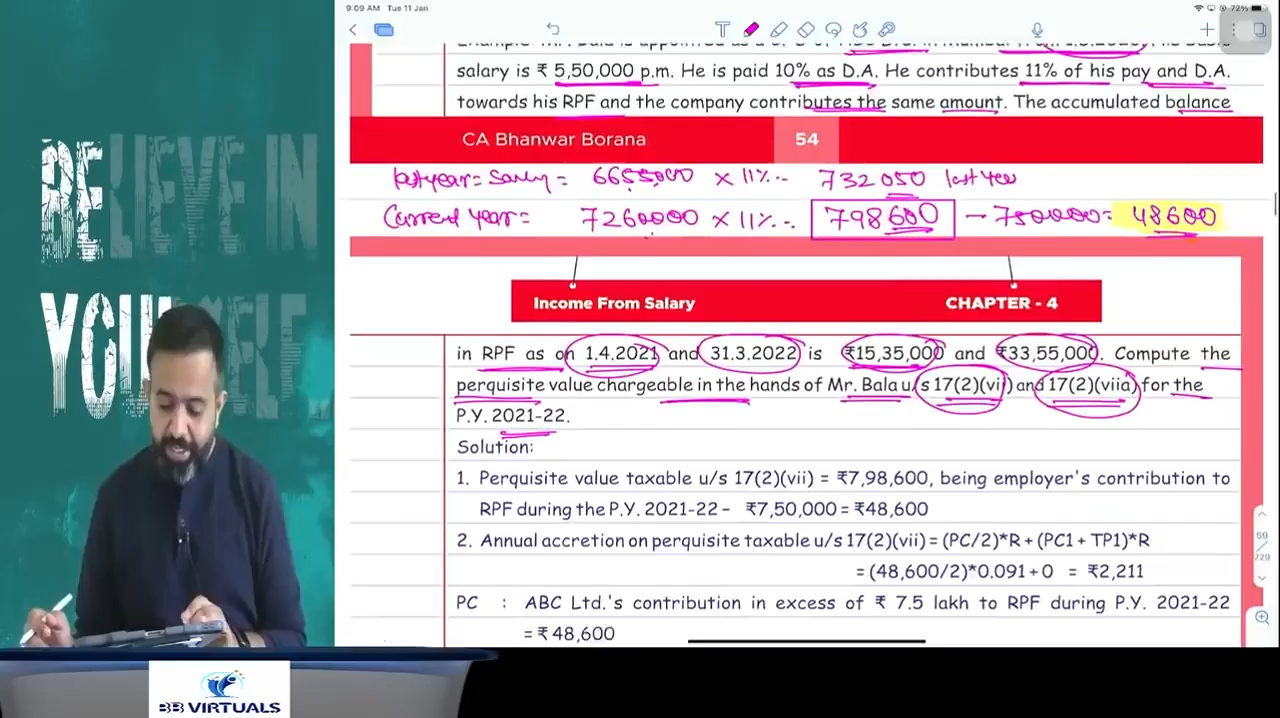 9:09 AM Tue 11 Jan
72%
salary is ₹ 5,50,000 p.m. He is paid 10% as D.A. He contributes 11% of his pay and D.A.
towards his RPF and the company contributes the same amount. The accumulated balance
CA Bhanwar Borana 54
last year = Salary = 6655000 × 11% = 732050 last year
Current year = 7260000 × 11% = 798600 - 750000 = 48600
Income From Salary CHAPTER - 4
in RPF as on 1.4.2021 and 31.3.2022 is ₹15,35,000 and ₹33,55,000. Compute the
perquisite value chargeable in the hands of Mr. Bala u/s 17(2)(vii) and 17(2)(viia) for the
P.Y. 2021-22.
Solution:
1. Perquisite value taxable u/s 17(2)(vii) = ₹7,98,600, being employer's contribution to
RPF during the P.Y. 2021-22 - ₹7,50,000 = ₹48,600
2. Annual accretion on perquisite taxable u/s 17(2)(vii) = (PC/2)*R + (PC1 + TP1)*R
= (48,600/2)*0.091 + 0 = ₹2,211
PC : ABC Ltd.'s contribution in excess of ₹ 7.5 lakh to RPF during P.Y. 2021-22
= ₹ 48,600
59
229
BELIEVE IN
BB VIRTUALS